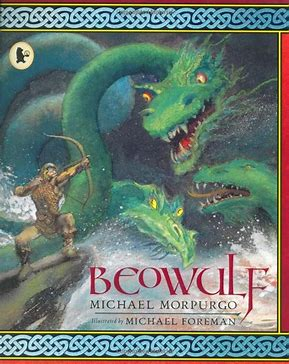 BEOWULF
MICHAEL MORPURGO
Illustrated by MICHAEL FOREMAN